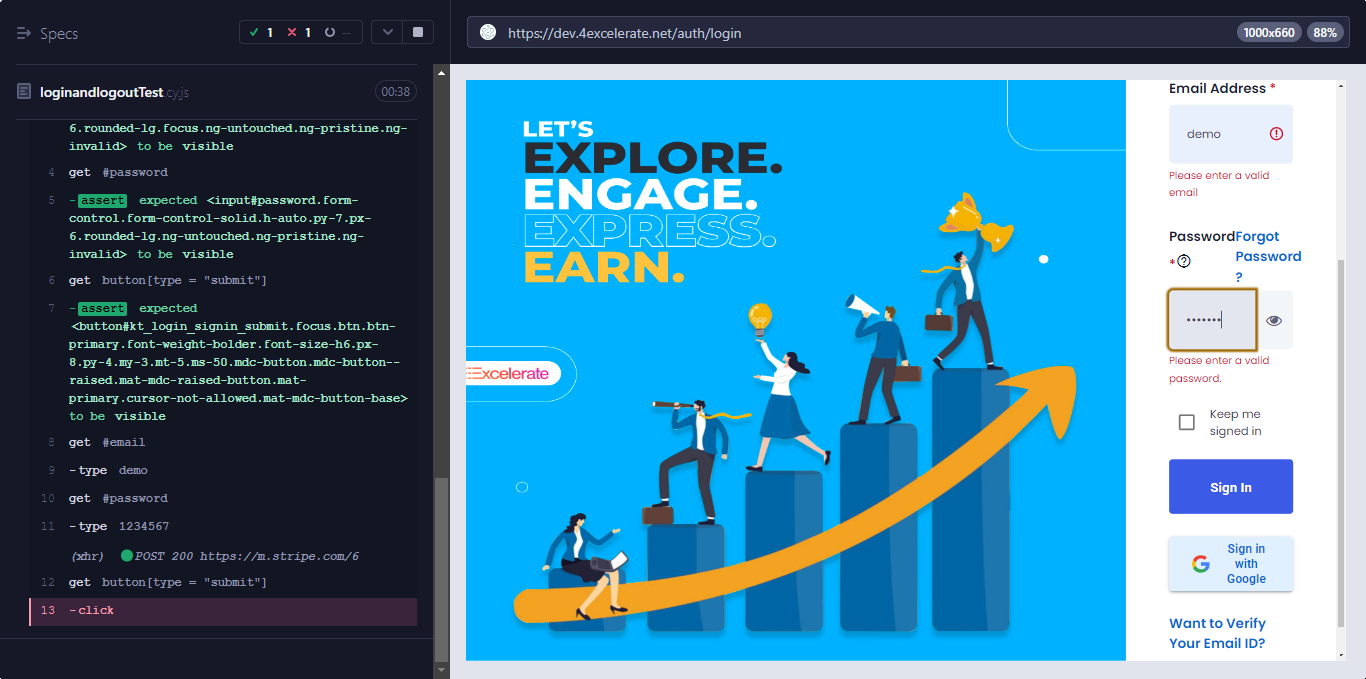 Specs
1
1
--
https://dev.4excelerate.net/auth/login
1000x660
88%
loginandlogoutTest.cy.js
00:38
6.rounded-lg.focus.ng-untouched.ng-pristine.ng-
invalid> to be visible
4 get #password
5 -assert expected <input#password.form-
control.form-control-solid.h-auto.py-7.px-
6.rounded-lg.ng-untouched.ng-pristine.ng-
invalid> to be visible
6 get button[type = "submit"]
7 -assert expected
<button#kt_login_signin_submit.focus.btn.btn-
primary.font-weight-bolder.font-size-h6.px-
8.py-4.my-3.mt-5.ms-50.mdc-button.mdc-button--
raised.mat-mdc-raised-button.mat-
primary.cursor-not-allowed.mat-mdc-button-base>
to be visible
8 get #email
9 -type demo
10 get #password
11 -type 1234567
(xhr) POST 200 https://m.stripe.com/6
12 get button[type = "submit"]
13 -click
LET'S
EXPLORE.
ENGAGE.
EXPRESS.
EARN.
Excelerate
Email Address *
demo
Please enter a valid
email
Password
* ?
Forgot
Password
?
•••••••
Please enter a valid
password.
Keep me
signed in
Sign In
G
Sign in
with
Google
Want to Verify
Your Email ID?